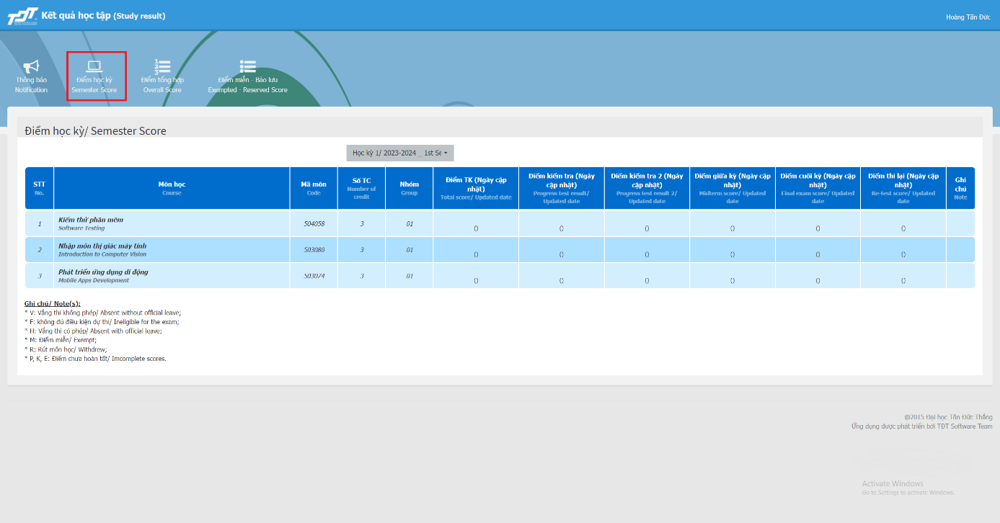 TDT Kết quả học tập (Study result)
Hoàng Tấn Đức
Thông báo
Notification
Điểm học kỳ
Semester Score
1
2
3
Điểm tổng hợp
Overall Score
Điểm miễn - Bảo lưu
Exempted - Reserved Score
Điểm học kỳ/ Semester Score
Học kỳ 1/ 2023-2024 _ 1st Se
STT
No.
Môn học
Course
Mã môn
Code
Số TC
Number of
credit
Nhóm
Group
Điểm TK (Ngày cập
nhật)
Total score/ Updated date
Điểm kiểm tra (Ngày
cập nhật)
Progress test result/
Updated date
Điểm kiểm tra 2 (Ngày
cập nhật)
Progress test result 2/
Updated date
Điểm giữa kỳ (Ngày cập
nhật)
Midterm score/ Updated
date
Điểm cuối kỳ (Ngày cập
nhật)
Final exam score/ Updated
date
Điểm thi lại (Ngày cập
nhật)
Re-test score/ Updated
date
Ghi
chú
Note
1
Kiểm thử phần mềm
Software Testing
504058
3
01
()
()
()
()
()
()
2
Nhập môn thị giác máy tính
Introduction to Computer Vision
503080
3
01
()
()
()
()
()
()
3
Phát triển ứng dụng di động
Mobile Apps Development
503074
3
01
()
()
()
()
()
()
Ghi chú/ Note(s):
* V: Vắng thi không phép/ Absent without official leave;
* F: không đủ điều kiện dự thi/ Ineligible for the exam;
* H: Vắng thi có phép/ Absent with official leave;
* M: Điểm miễn/ Exempt;
* R: Rút môn học/ Withdrew;
* P, K, E: Điểm chưa hoàn tất/ Imcomplete scores.
@2015 Đại học Tôn Đức Thắng
Ứng dụng được phát triển bởi TĐT Software Team
Activate Windows
Go to Settings to activate Windows.